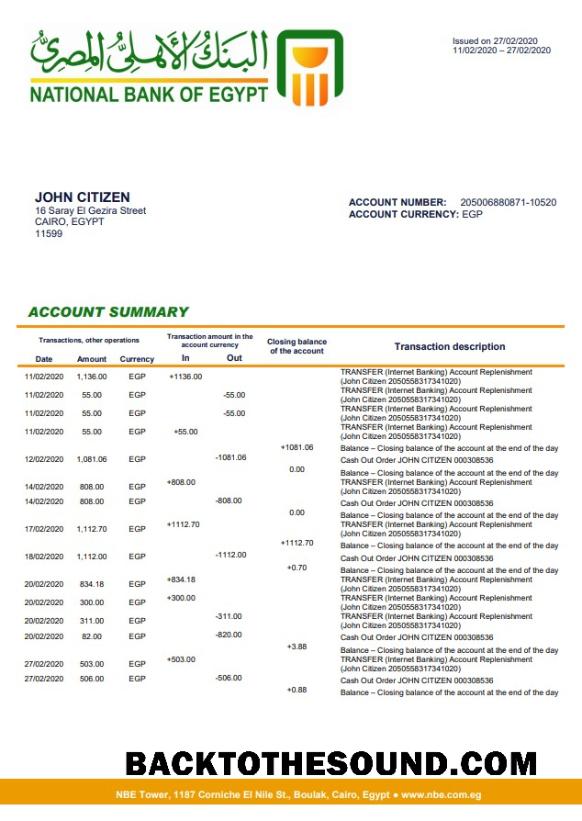 البنك الأهلي المصري
NATIONAL BANK OF EGYPT
Issued on 27/02/2020
11/02/2020 – 27/02/2020
JOHN CITIZEN
16 Saray El Gezira Street
CAIRO, EGYPT
11599
ACCOUNT NUMBER: 205006880871-10520
ACCOUNT CURRENCY: EGP
ACCOUNT SUMMARY
Transactions, other operations
Transaction amount in the
account currency
Closing balance
of the account
Transaction description
Date Amount Currency In Out
11/02/2020 1,136.00 EGP +1136.00 TRANSFER (Internet Banking) Account Replenishment
(John Citizen 2050558317341020)
11/02/2020 55.00 EGP -55.00 TRANSFER (Internet Banking) Account Replenishment
(John Citizen 2050558317341020)
11/02/2020 55.00 EGP -55.00 TRANSFER (Internet Banking) Account Replenishment
(John Citizen 2050558317341020)
11/02/2020 55.00 EGP +55.00 TRANSFER (Internet Banking) Account Replenishment
(John Citizen 2050558317341020)
+1081.06 Balance – Closing balance of the account at the end of the day
12/02/2020 1,081.06 EGP -1081.06 Cash Out Order JOHN CITIZEN 000308536
0.00 Balance – Closing balance of the account at the end of the day
14/02/2020 808.00 EGP +808.00 TRANSFER (Internet Banking) Account Replenishment
(John Citizen 2050558317341020)
14/02/2020 808.00 EGP -808.00 Cash Out Order JOHN CITIZEN 000308536
0.00 Balance – Closing balance of the account at the end of the day
17/02/2020 1,112.70 EGP +1112.70 TRANSFER (Internet Banking) Account Replenishment
(John Citizen 2050558317341020)
+1112.70 Balance – Closing balance of the account at the end of the day
18/02/2020 1,112.00 EGP -1112.00 Cash Out Order JOHN CITIZEN 000308536
+0.70 Balance – Closing balance of the account at the end of the day
20/02/2020 834.18 EGP +834.18 TRANSFER (Internet Banking) Account Replenishment
(John Citizen 2050558317341020)
20/02/2020 300.00 EGP +300.00 TRANSFER (Internet Banking) Account Replenishment
(John Citizen 2050558317341020)
20/02/2020 311.00 EGP -311.00 TRANSFER (Internet Banking) Account Replenishment
(John Citizen 2050558317341020)
20/02/2020 82.00 EGP -820.00 Cash Out Order JOHN CITIZEN 000308536
+3.88 Balance – Closing balance of the account at the end of the day
27/02/2020 503.00 EGP +503.00 TRANSFER (Internet Banking) Account Replenishment
(John Citizen 2050558317341020)
27/02/2020 506.00 EGP -506.00 Cash Out Order JOHN CITIZEN 000308536
+0.88 Balance – Closing balance of the account at the end of the day
BACKTOTHESOUND.COM
NBE Tower, 1187 Corniche El Nile St., Boulak, Cairo, Egypt ● www.nbe.com.eg